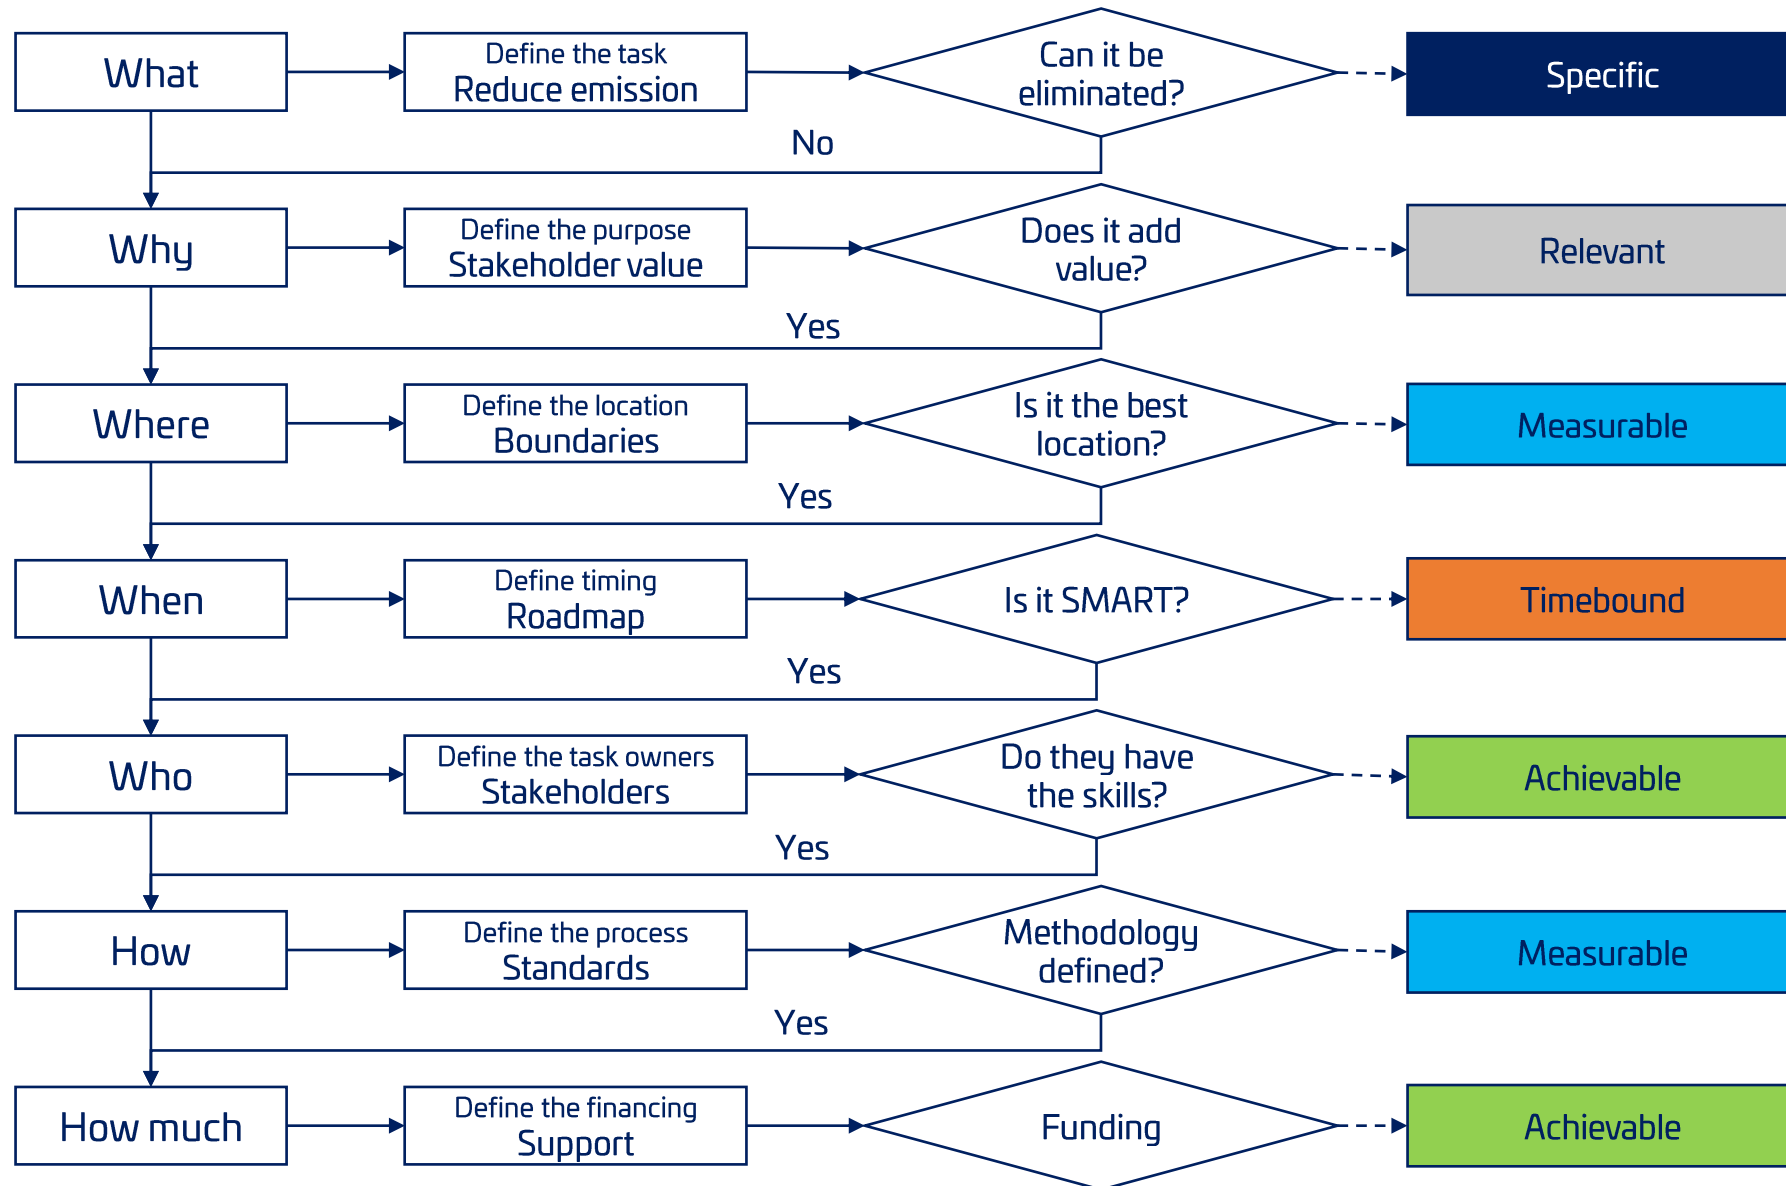 What
Define the task
Reduce emission
Can it be
eliminated?
Specific
No
Why
Define the purpose
Stakeholder value
Does it add
value?
Relevant
Yes
Where
Define the location
Boundaries
Is it the best
location?
Measurable
Yes
When
Define timing
Roadmap
Is it SMART?
Timebound
Yes
Who
Define the task owners
Stakeholders
Do they have
the skills?
Achievable
Yes
How
Define the process
Standards
Methodology
defined?
Measurable
Yes
How much
Define the financing
Support
Funding
Achievable